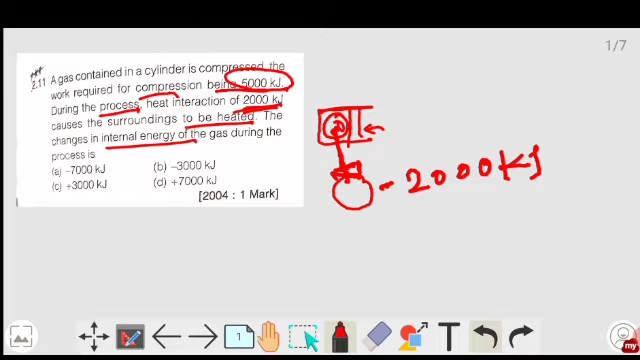 1/7
2.11 A gas contained in a cylinder is compressed, the
work required for compression being 5000 kJ.
During the process, heat interaction of 2000 kJ
causes the surroundings to be heated. The
changes in internal energy of the gas during the
process is
(a) -7000 kJ (b) -3000 kJ
(c) +3000 kJ (d) +7000 kJ
[2004 : 1 Mark]
- 2000 KJ
1
T
my